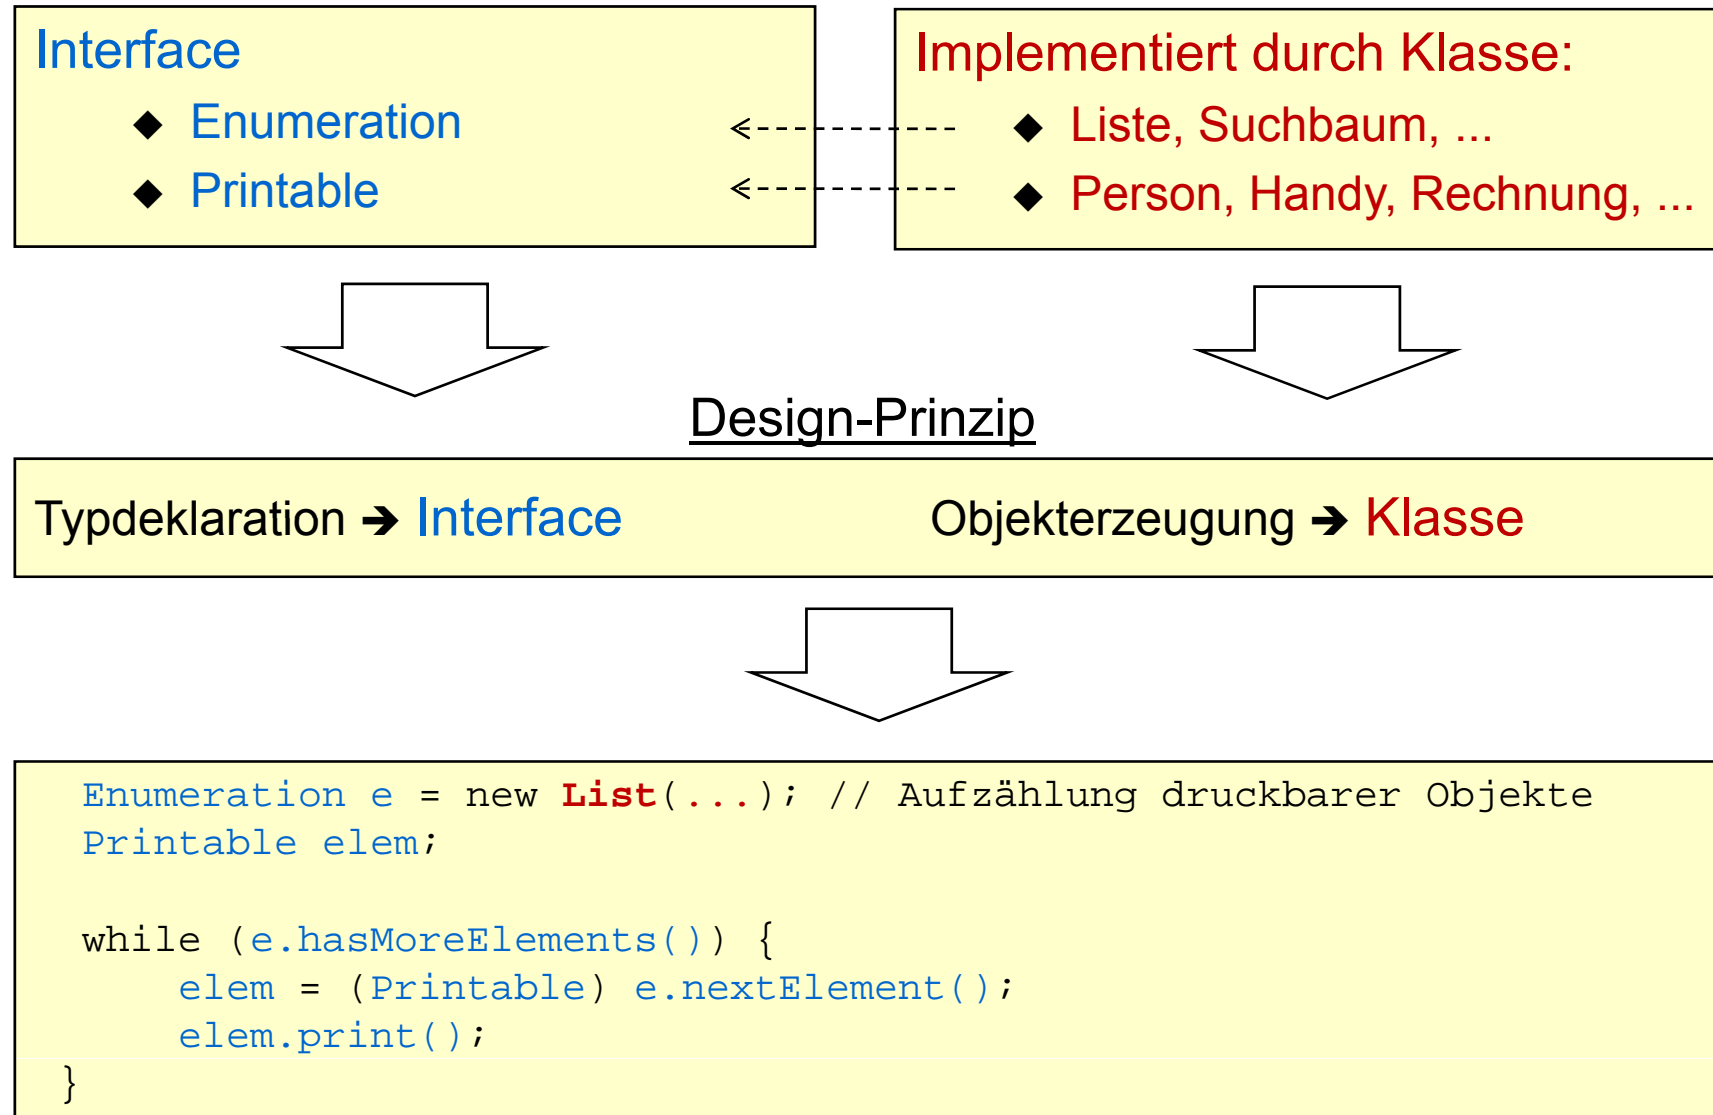 Interface
◆ Enumeration
◆ Printable
Implementiert durch Klasse:
◆ Liste, Suchbaum, ...
◆ Person, Handy, Rechnung, ...
Design-Prinzip
Typdeklaration ➔ Interface
Objekterzeugung ➔ Klasse
Enumeration e = new List(...); // Aufzählung druckbarer Objekte
Printable elem;
while (e.hasMoreElements()) {
elem = (Printable) e.nextElement();
elem.print();
}